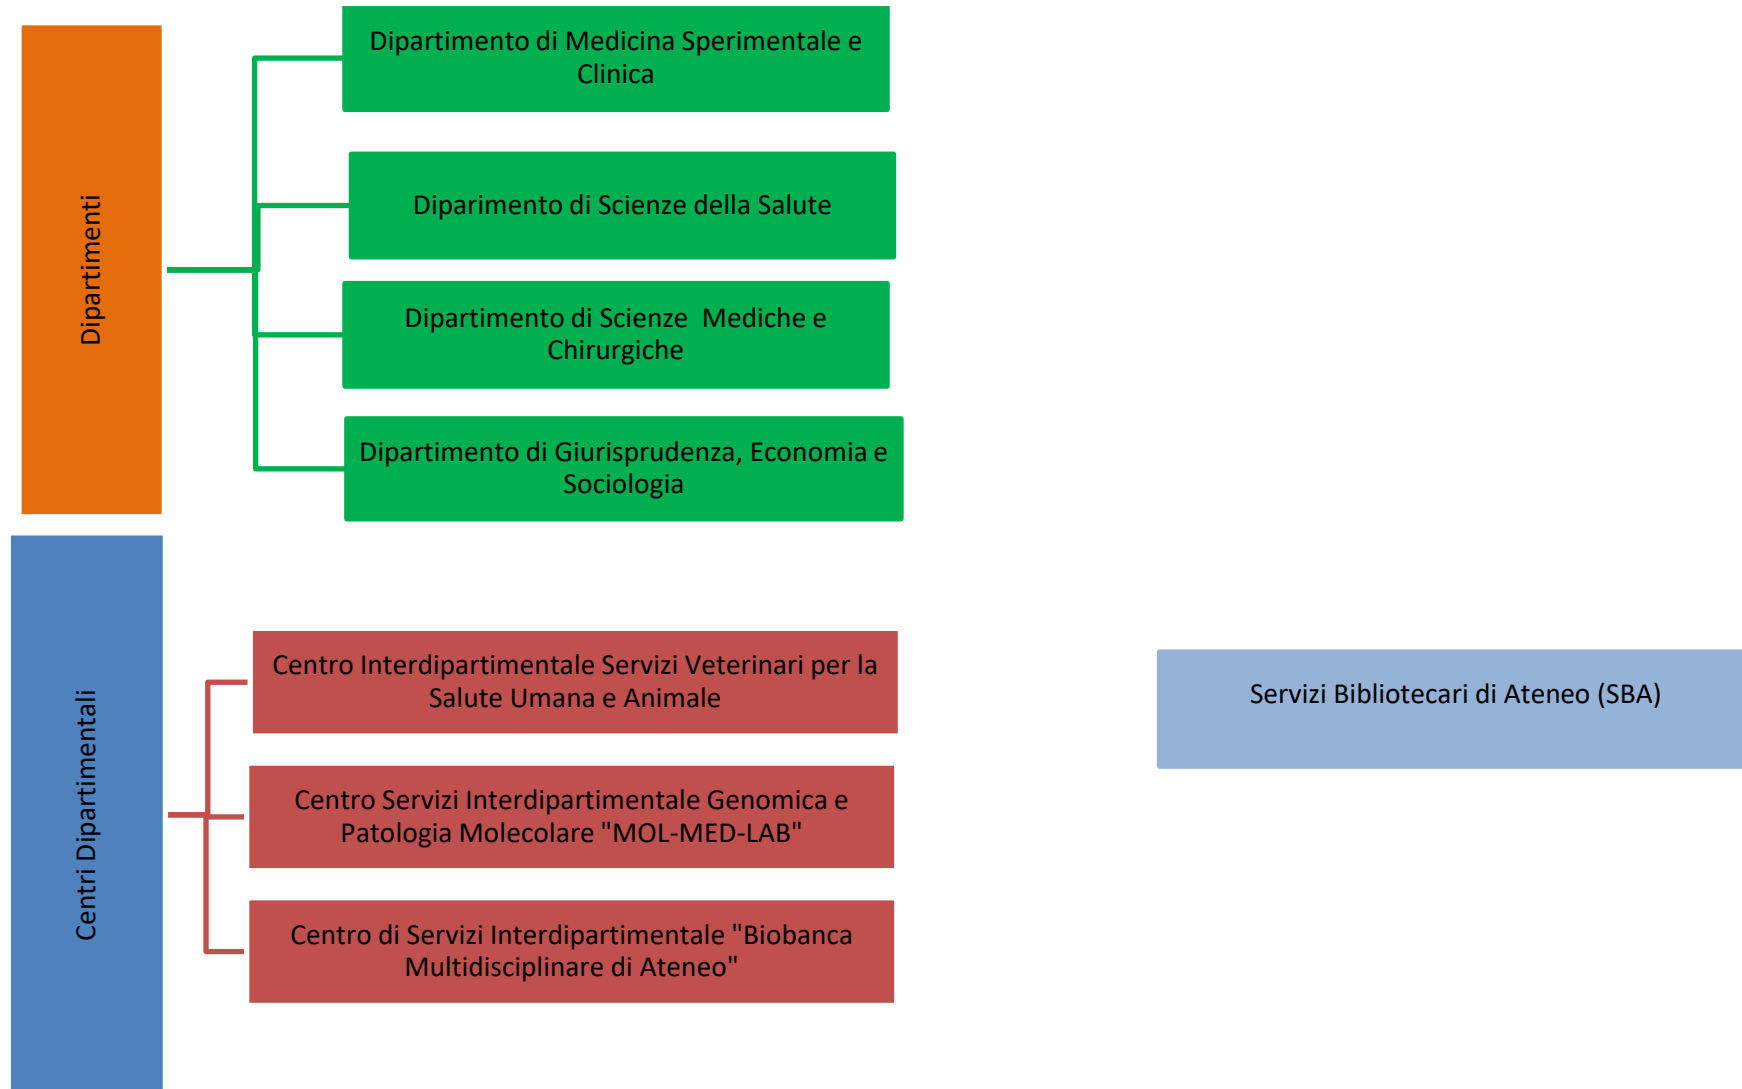 Dipartimenti
Dipartimento di Medicina Sperimentale e
Clinica
Diparimento di Scienze della Salute
Dipartimento di Scienze  Mediche e
Chirurgiche
Dipartimento di Giurisprudenza, Economia e
Sociologia
Centri Dipartimentali
Centro Interdipartimentale Servizi Veterinari per la
Salute Umana e Animale
Centro Servizi Interdipartimentale Genomica e
Patologia Molecolare "MOL-MED-LAB"
Centro di Servizi Interdipartimentale "Biobanca
Multidisciplinare di Ateneo"
Servizi Bibliotecari di Ateneo (SBA)